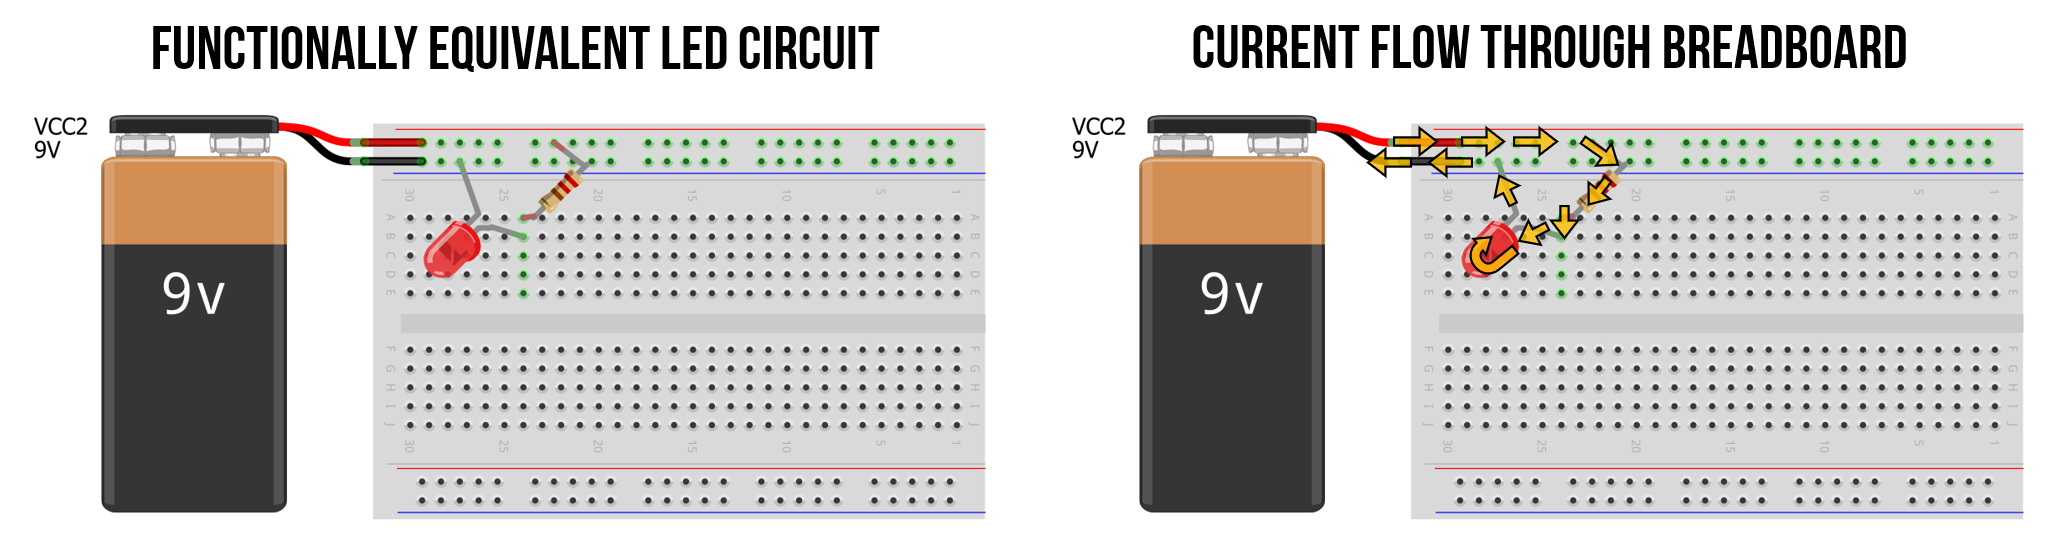 FUNCTIONALLY EQUIVALENT LED CIRCUIT
VCC2
9V
9v
30 25 20 15 10 5 1
A A
B B
C C
D D
E E
F F
G G
H H
I I
J J
30 25 20 15 10 5 1
CURRENT FLOW THROUGH BREADBOARD
VCC2
9V
9v
30 25 20 15 10 5 1
A A
B B
C C
D D
E E
F F
G G
H H
I I
J J
30 25 20 15 10 5 1